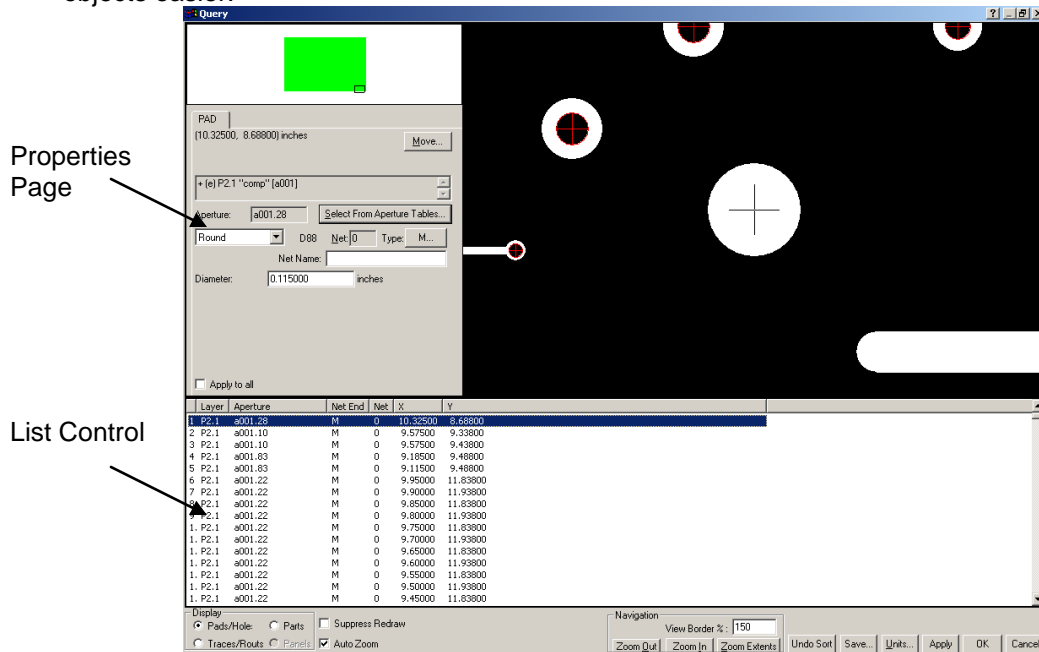 Query
PAD
(10.32500, 8.68800) inches
Move...
+ (e) P2.1 "comp" [a001]
Properties
Page
Aperture: a001.28 Select From Aperture Tables...
Round D88 Net: 0 Type: M...
Net Name:
Diameter: 0.115000 inches
Apply to all
Layer Aperture Net End Net X Y
1 P2.1 a001.28 M 0 10.32500 8.68800
2 P2.1 a001.10 M 0 9.57500 9.33800
3 P2.1 a001.10 M 0 9.57500 9.43800
List Control
4 P2.1 a001.83 M 0 9.18500 9.48800
5 P2.1 a001.83 M 0 9.11500 9.48800
6 P2.1 a001.22 M 0 9.95000 11.83800
7 P2.1 a001.22 M 0 9.90000 11.93800
8 P2.1 a001.22 M 0 9.85000 11.83800
9 P2.1 a001.22 M 0 9.80000 11.93800
1. P2.1 a001.22 M 0 9.75000 11.83800
1. P2.1 a001.22 M 0 9.70000 11.93800
1. P2.1 a001.22 M 0 9.65000 11.83800
1. P2.1 a001.22 M 0 9.60000 11.93800
1. P2.1 a001.22 M 0 9.55000 11.83800
1. P2.1 a001.22 M 0 9.50000 11.93800
1. P2.1 a001.22 M 0 9.45000 11.83800
Display Navigation
Pads/Hole: Parts Suppress Redraw View Border %: 150
Traces/Routs Panels Auto Zoom Zoom Out Zoom In Zoom Extents Undo Sort Save... Units... Apply OK Cancel